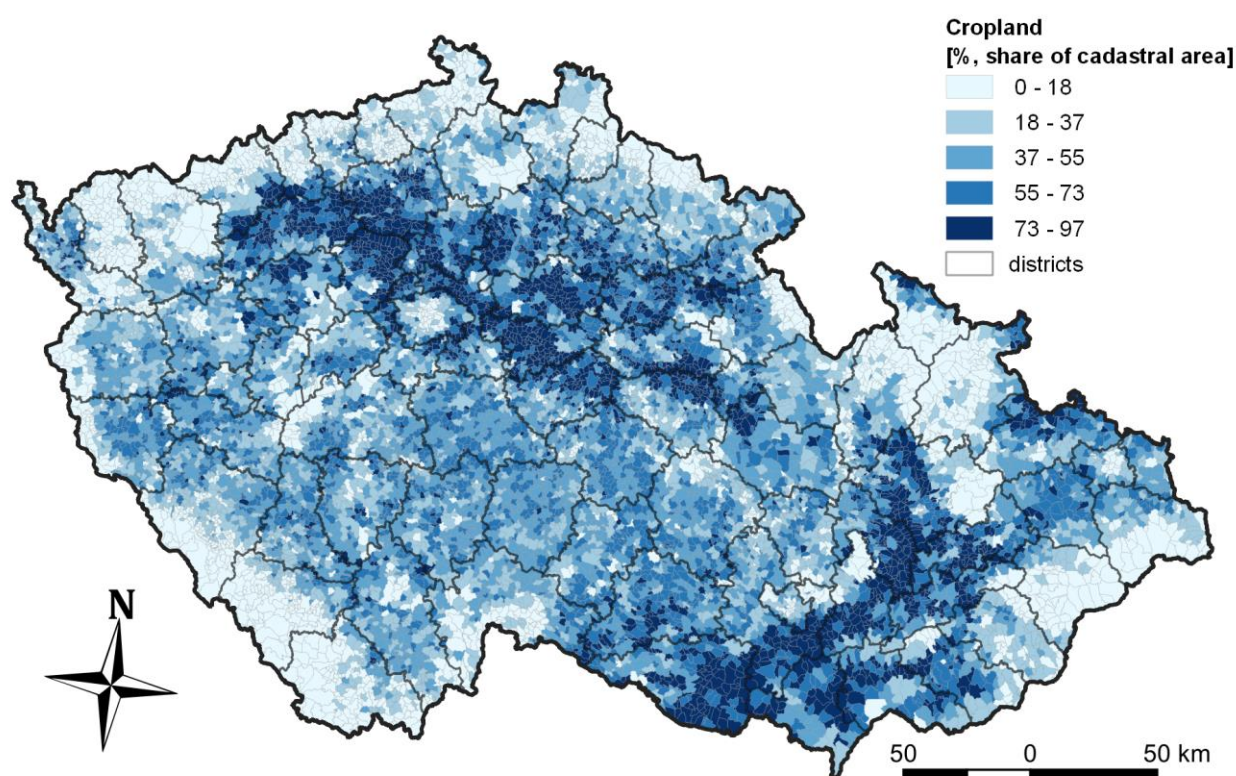 Cropland
[%, share of cadastral area]
0 - 18
18 - 37
37 - 55
55 - 73
73 - 97
districts
N
50 0 50 km